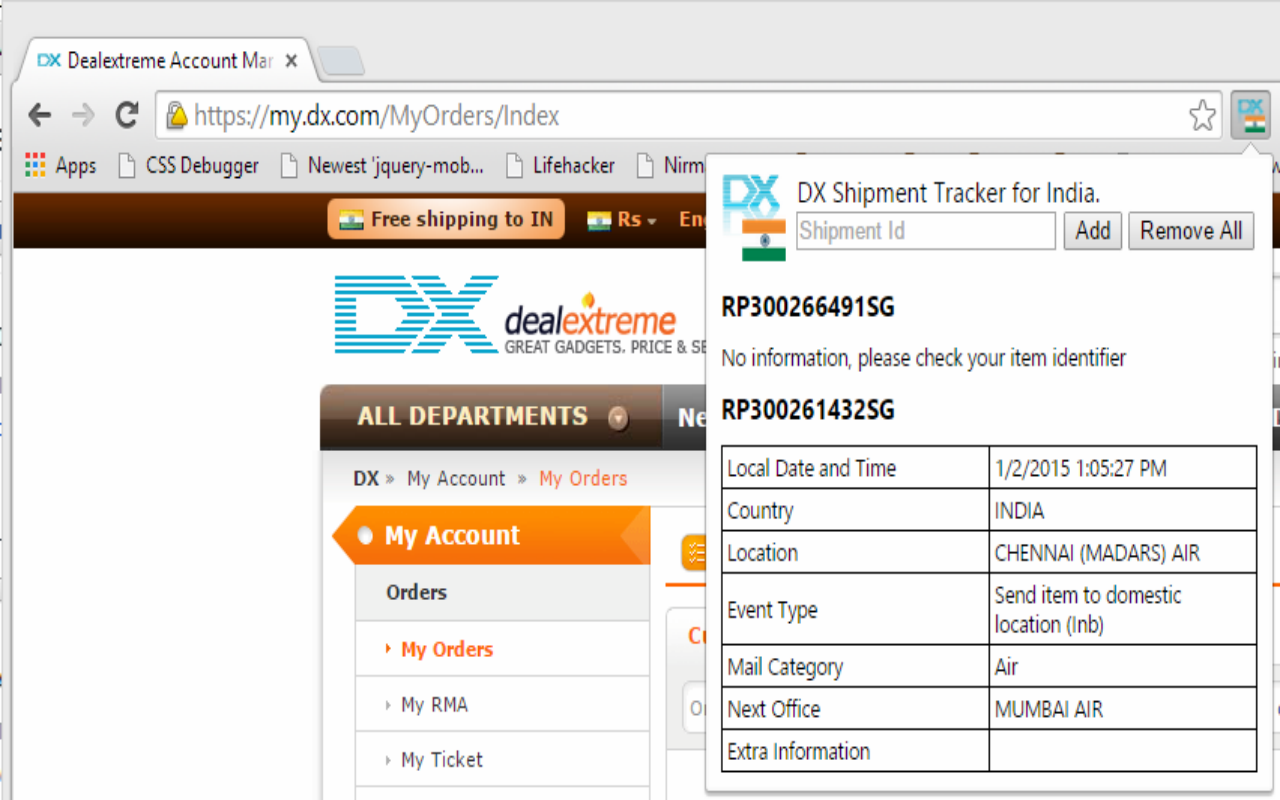 DX Dealextreme Account Mar
https://my.dx.com/MyOrders/Index
Apps CSS Debugger Newest 'jquery-mob... Lifehacker Nirm
Free shipping to IN Rs
DX
dealextreme
GREAT GADGETS. PRICE & SE
ALL DEPARTMENTS Ne
DX » My Account » My Orders
My Account
Orders
My Orders
My RMA
My Ticket
DX
DX Shipment Tracker for India.
Shipment Id Add Remove All
RP300266491SG
No information, please check your item identifier
RP300261432SG
Local Date and Time 1/2/2015 1:05:27 PM
Country INDIA
Location CHENNAI (MADARS) AIR
Event Type Send item to domestic
location (Inb)
Mail Category Air
Next Office MUMBAI AIR
Extra Information